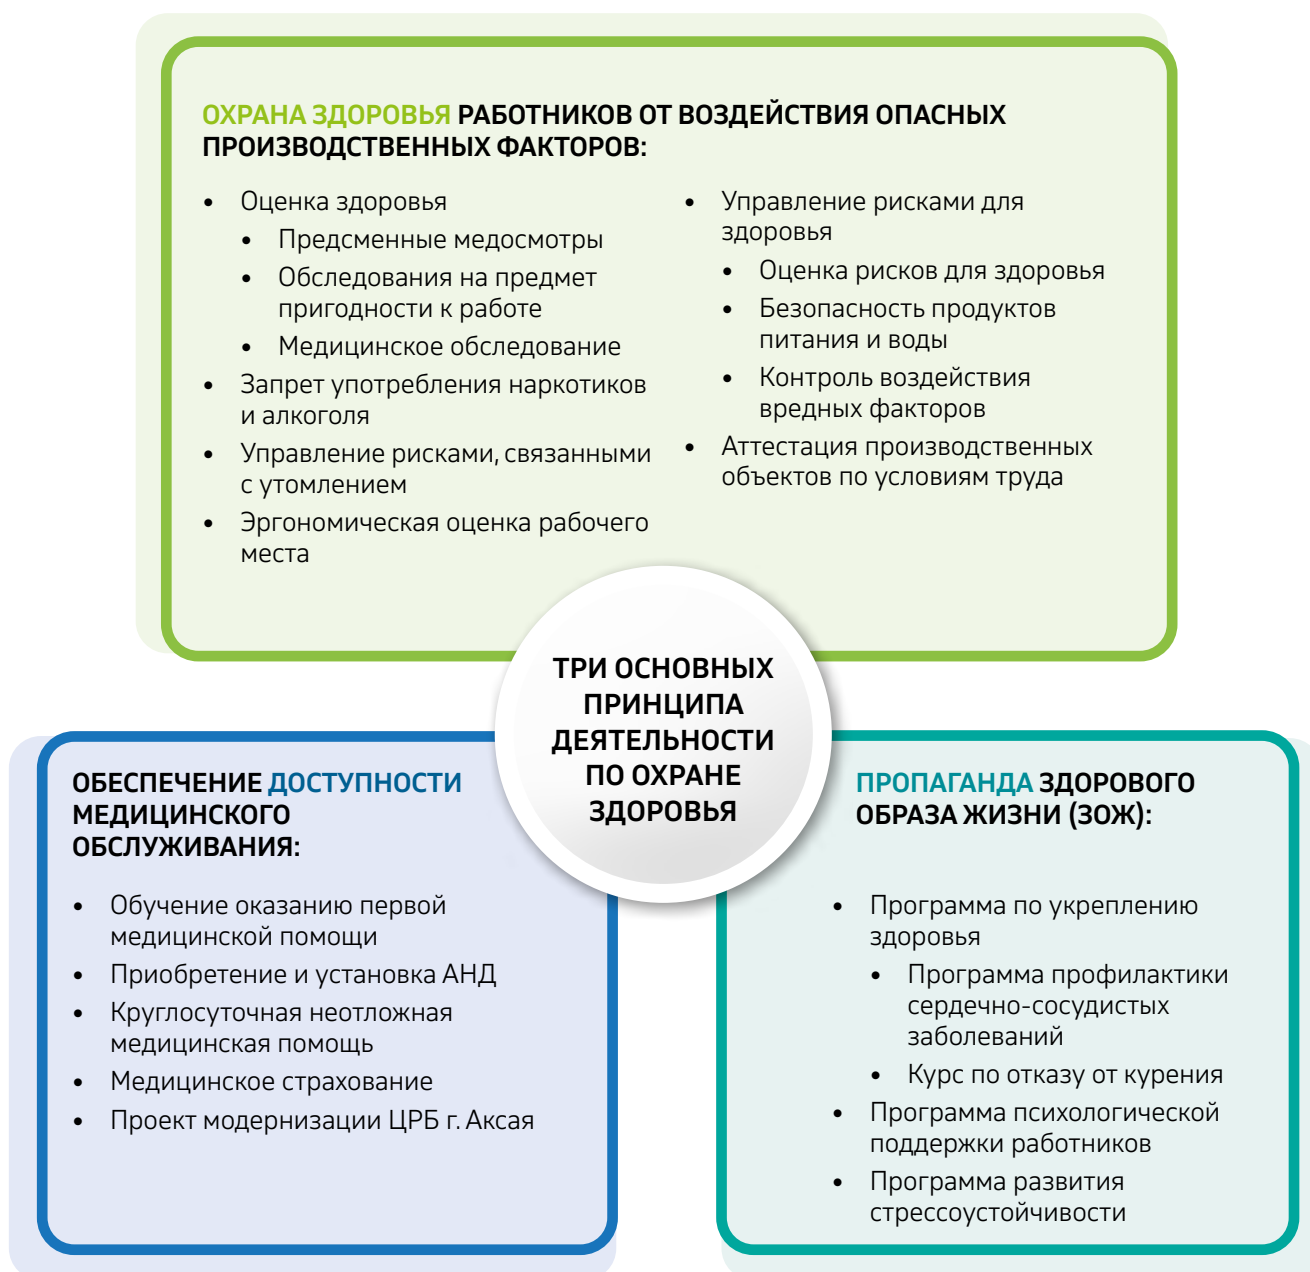 ОХРАНА ЗДОРОВЬЯ РАБОТНИКОВ ОТ ВОЗДЕЙСТВИЯ ОПАСНЫХ
ПРОИЗВОДСТВЕННЫХ ФАКТОРОВ:
• Оценка здоровья
• Предсменные медосмотры
• Обследования на предмет
пригодности к работе
• Медицинское обследование
• Запрет употребления наркотиков
и алкоголя
• Управление рисками, связанными
с утомлением
• Эргономическая оценка рабочего
места
• Управление рисками для
здоровья
• Оценка рисков для здоровья
• Безопасность продуктов
питания и воды
• Контроль воздействия
вредных факторов
• Аттестация производственных
объектов по условиям труда
ТРИ ОСНОВНЫХ
ПРИНЦИПА
ДЕЯТЕЛЬНОСТИ
ПО ОХРАНЕ
ЗДОРОВЬЯ
ОБЕСПЕЧЕНИЕ ДОСТУПНОСТИ
МЕДИЦИНСКОГО
ОБСЛУЖИВАНИЯ:
• Обучение оказанию первой
медицинской помощи
• Приобретение и установка АНД
• Круглосуточная неотложная
медицинская помощь
• Медицинское страхование
• Проект модернизации ЦРБ г. Аксая
ПРОПАГАНДА ЗДОРОВОГО
ОБРАЗА ЖИЗНИ (ЗОЖ):
• Программа по укреплению
здоровья
• Программа профилактики
сердечно-сосудистых
заболеваний
• Курс по отказу от курения
• Программа психологической
поддержки работников
• Программа развития
стрессоустойчивости